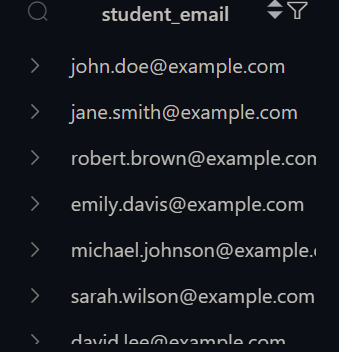 student_email
john.doe@example.com
jane.smith@example.com
robert.brown@example.com
emily.davis@example.com
michael.johnson@example.
sarah.wilson@example.com
david.lee@example.com